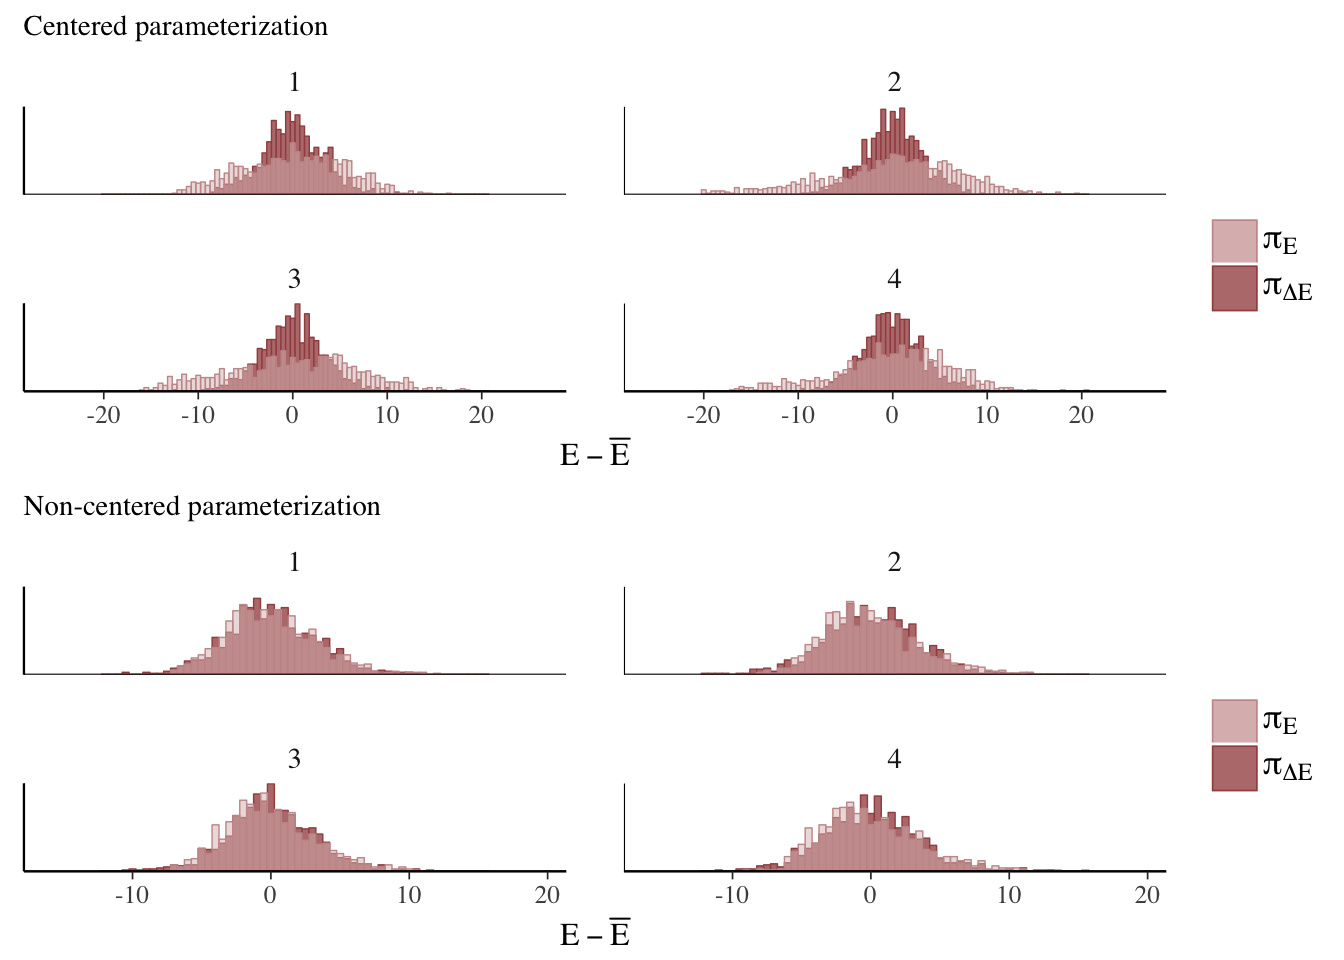 Centered parameterization
1 2
πE
πΔE
3 4
-20 -10 0 10 20 -20 -10 0 10 20
E − E̅
Non-centered parameterization
1 2
πE
πΔE
3 4
-10 0 10 20 -10 0 10 20
E − E̅